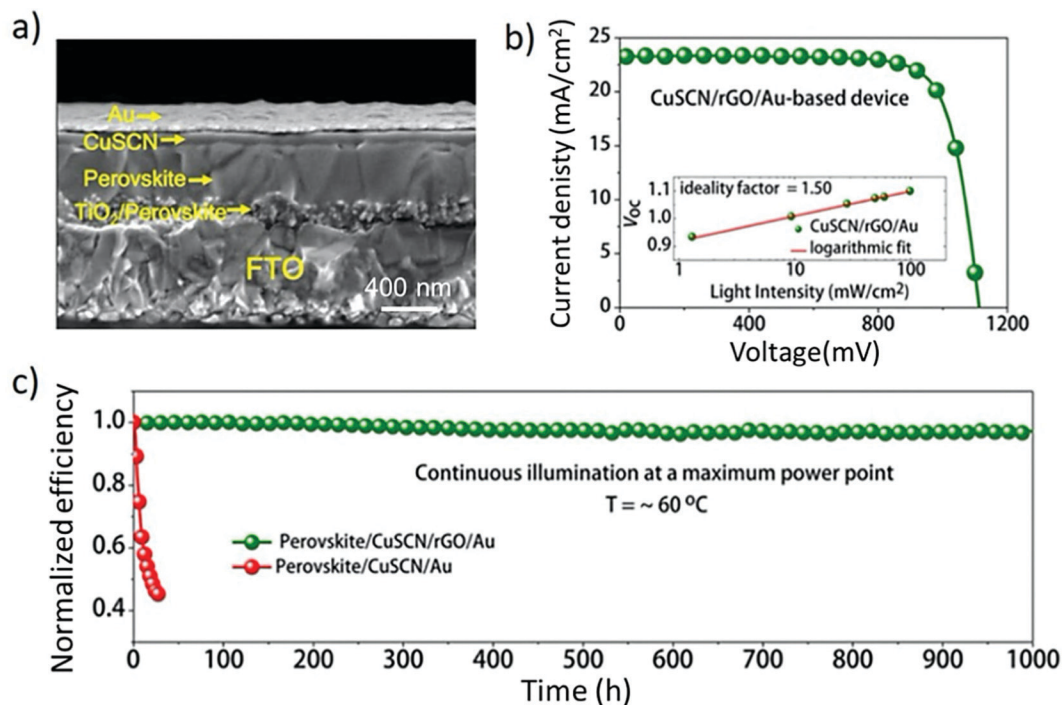 a)
Au
CuSCN
Perovskite
TiO2/Perovskite
FTO
400 nm
b)
Current denisty (mA/cm2)
25
20
15
10
5
0
0
400
800
1200
Voltage(mV)
CuSCN/rGO/Au-based device
ideality factor = 1.50
CuSCN/rGO/Au
logarithmic fit
VOC
1.1
1.0
0.9
1
10
100
Light Intensity (mW/cm2)
c)
Normalized efficiency
1.0
0.8
0.6
0.4
Continuous illumination at a maximum power point
T = ~ 60 °C
Perovskite/CuSCN/rGO/Au
Perovskite/CuSCN/Au
0
100
200
300
400
500
600
700
800
900
1000
Time (h)